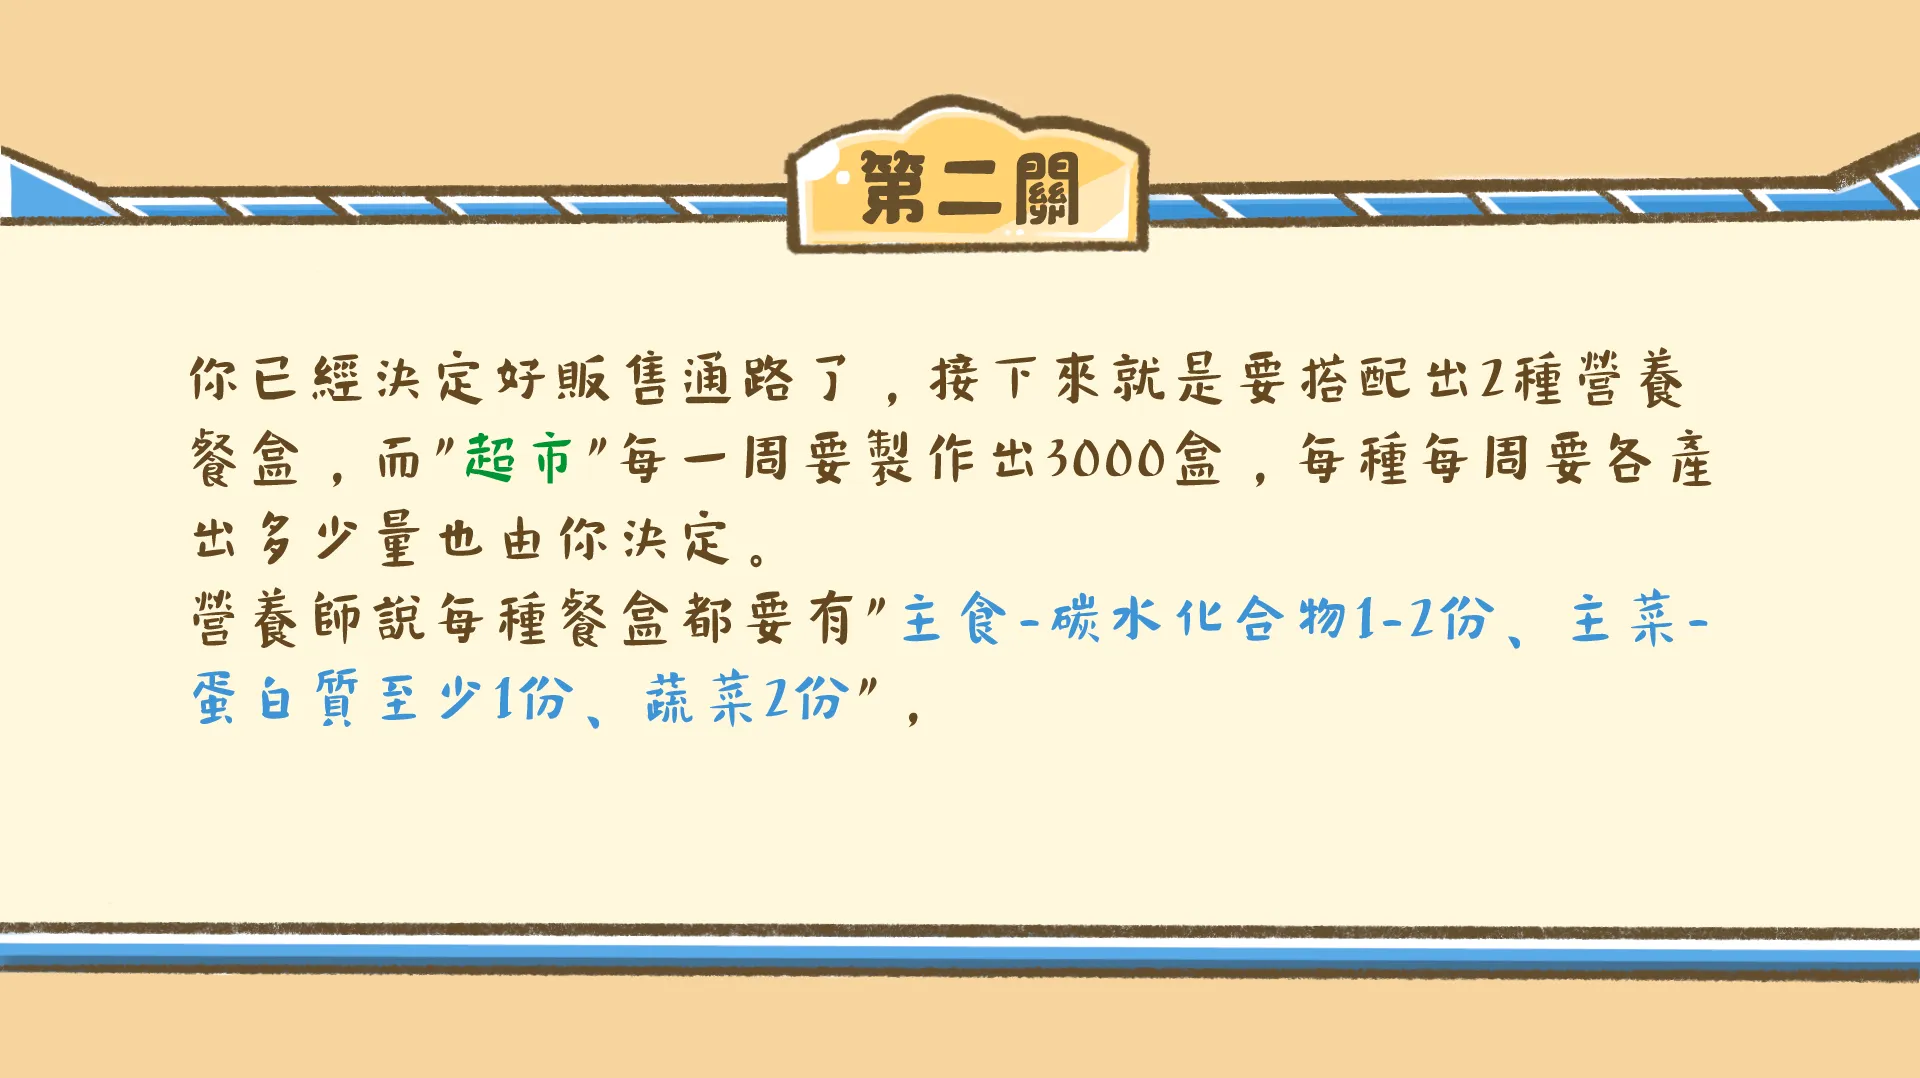 第二關
你已經決定好販售通路了，接下來就是要搭配出2種營養
餐盒，而"超市"每一周要製作出3000盒，每種每周要各產
出多少量也由你決定。
營養師說每種餐盒都要有"主食-碳水化合物1-2份、主菜-
蛋白質至少1份、蔬菜2份"，